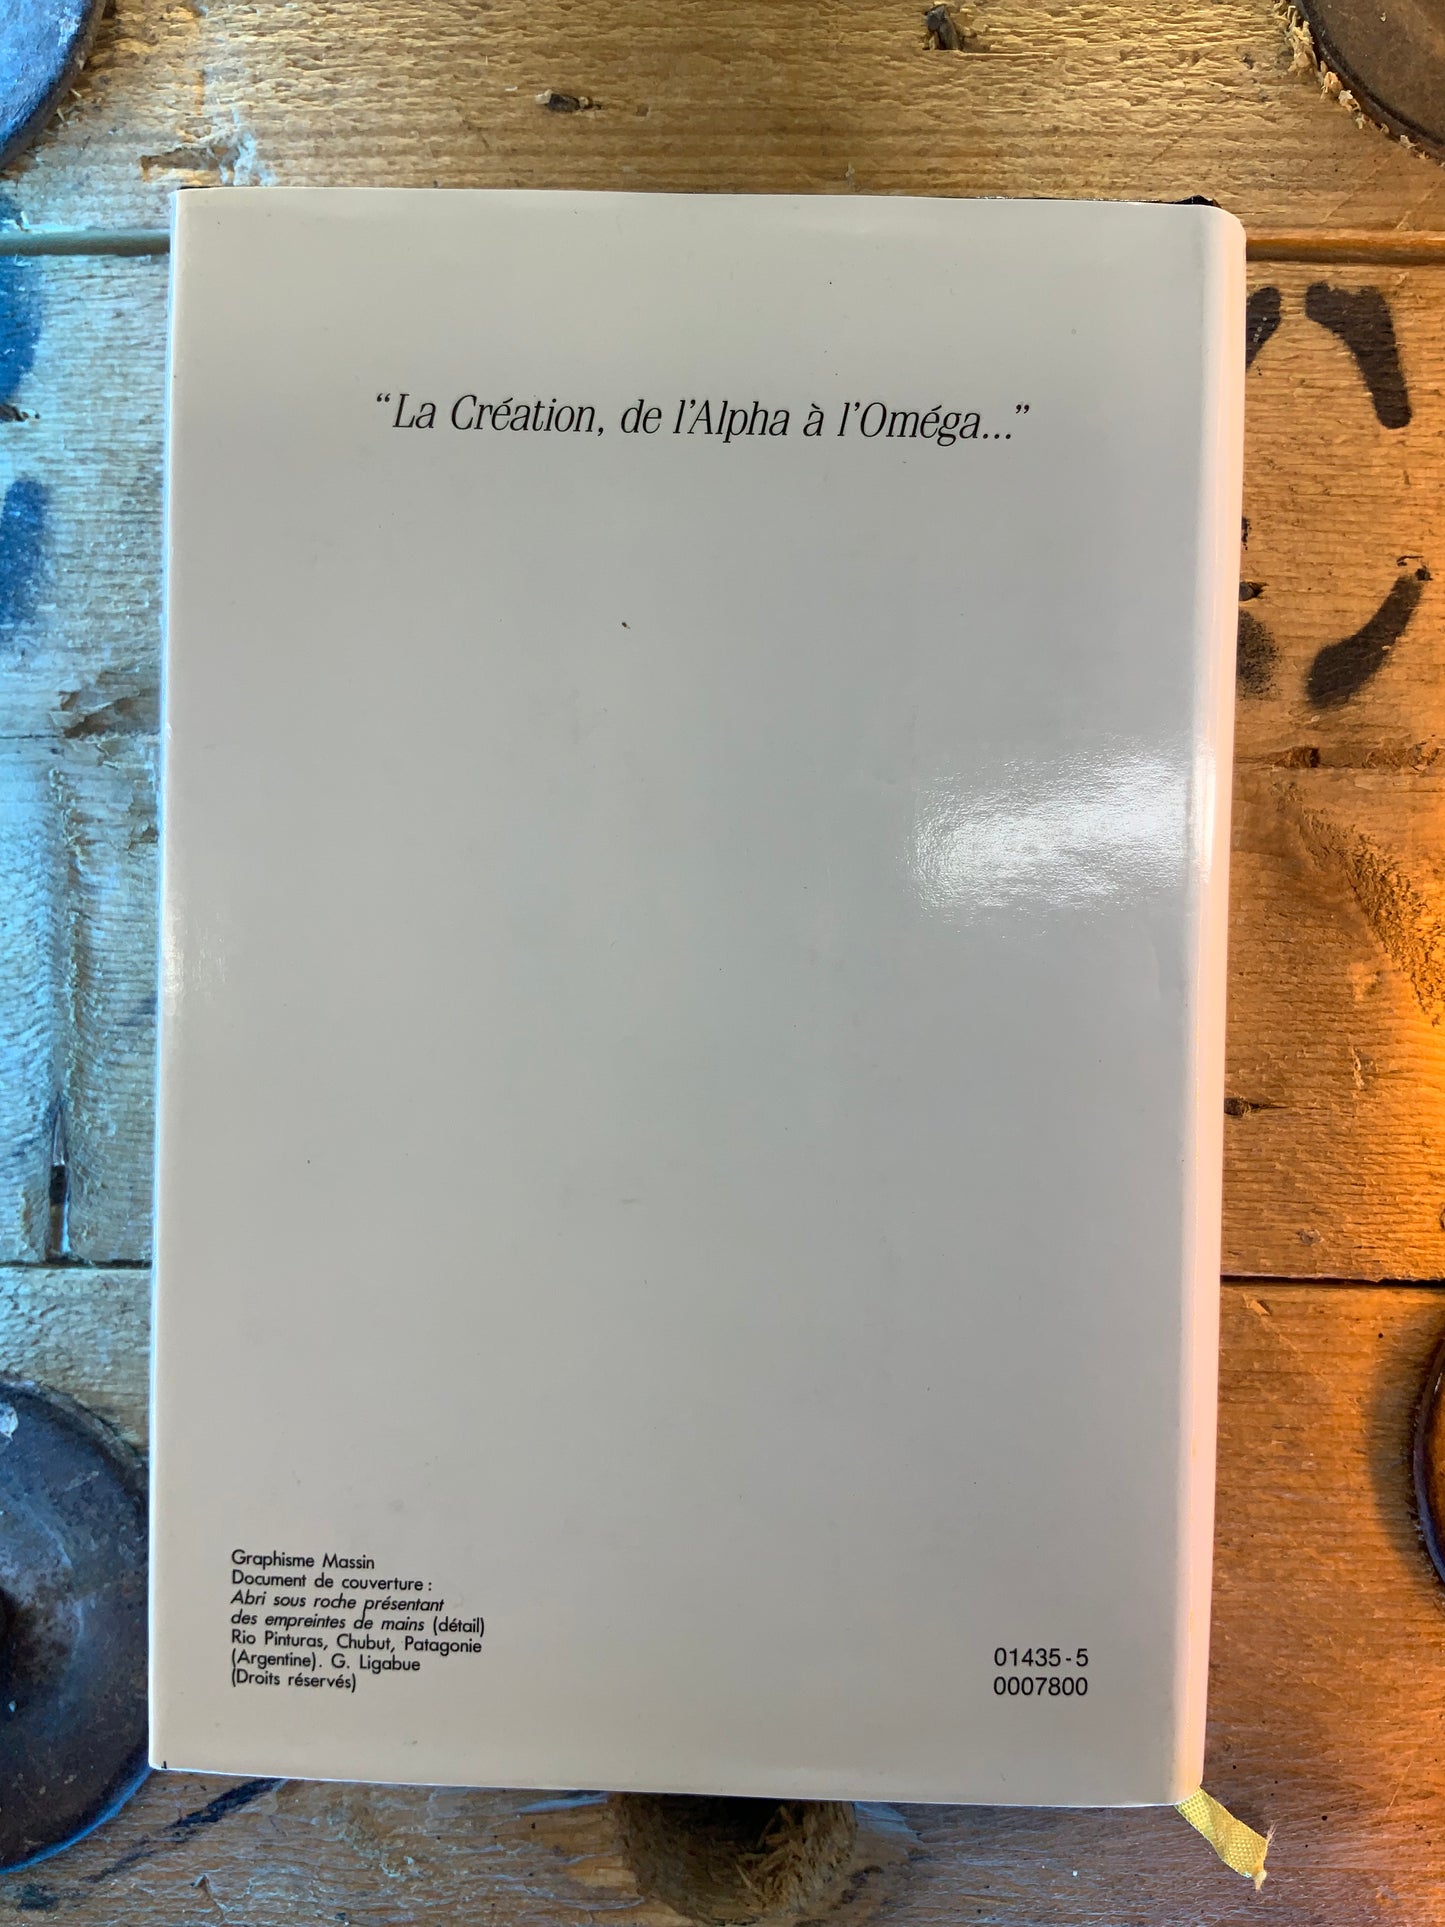 “La Création, de l’Alpha à l’Oméga...”
Graphisme Massin
Document de couverture :
Abri sous roche présentant
des empreintes de mains (détail)
Rio Pinturas, Chubut, Patagonie
(Argentine). G. Ligabue
(Droits réservés)
01435-5
0007800